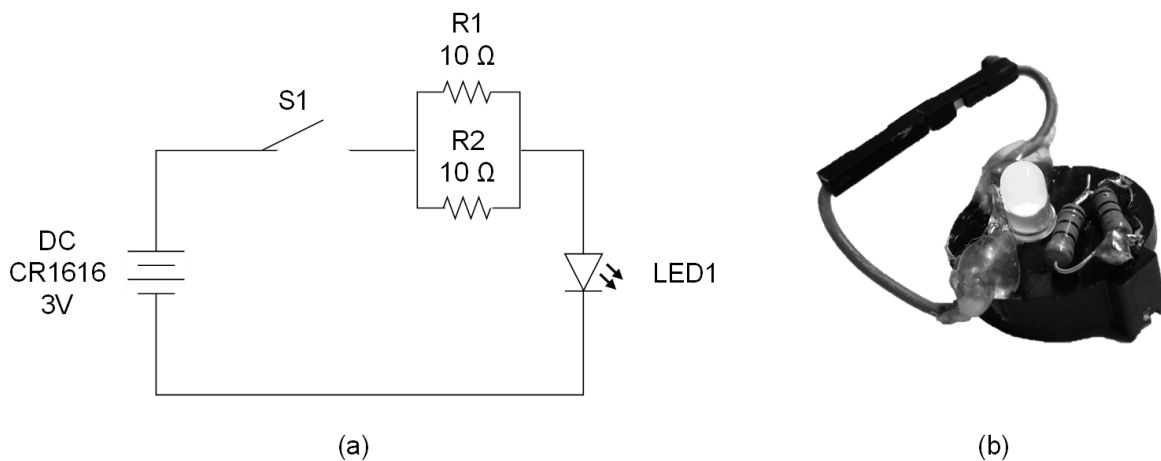 R1
10 Ω
S1
R2
10 Ω
DC
CR1616
3V
LED1
(a)
(b)